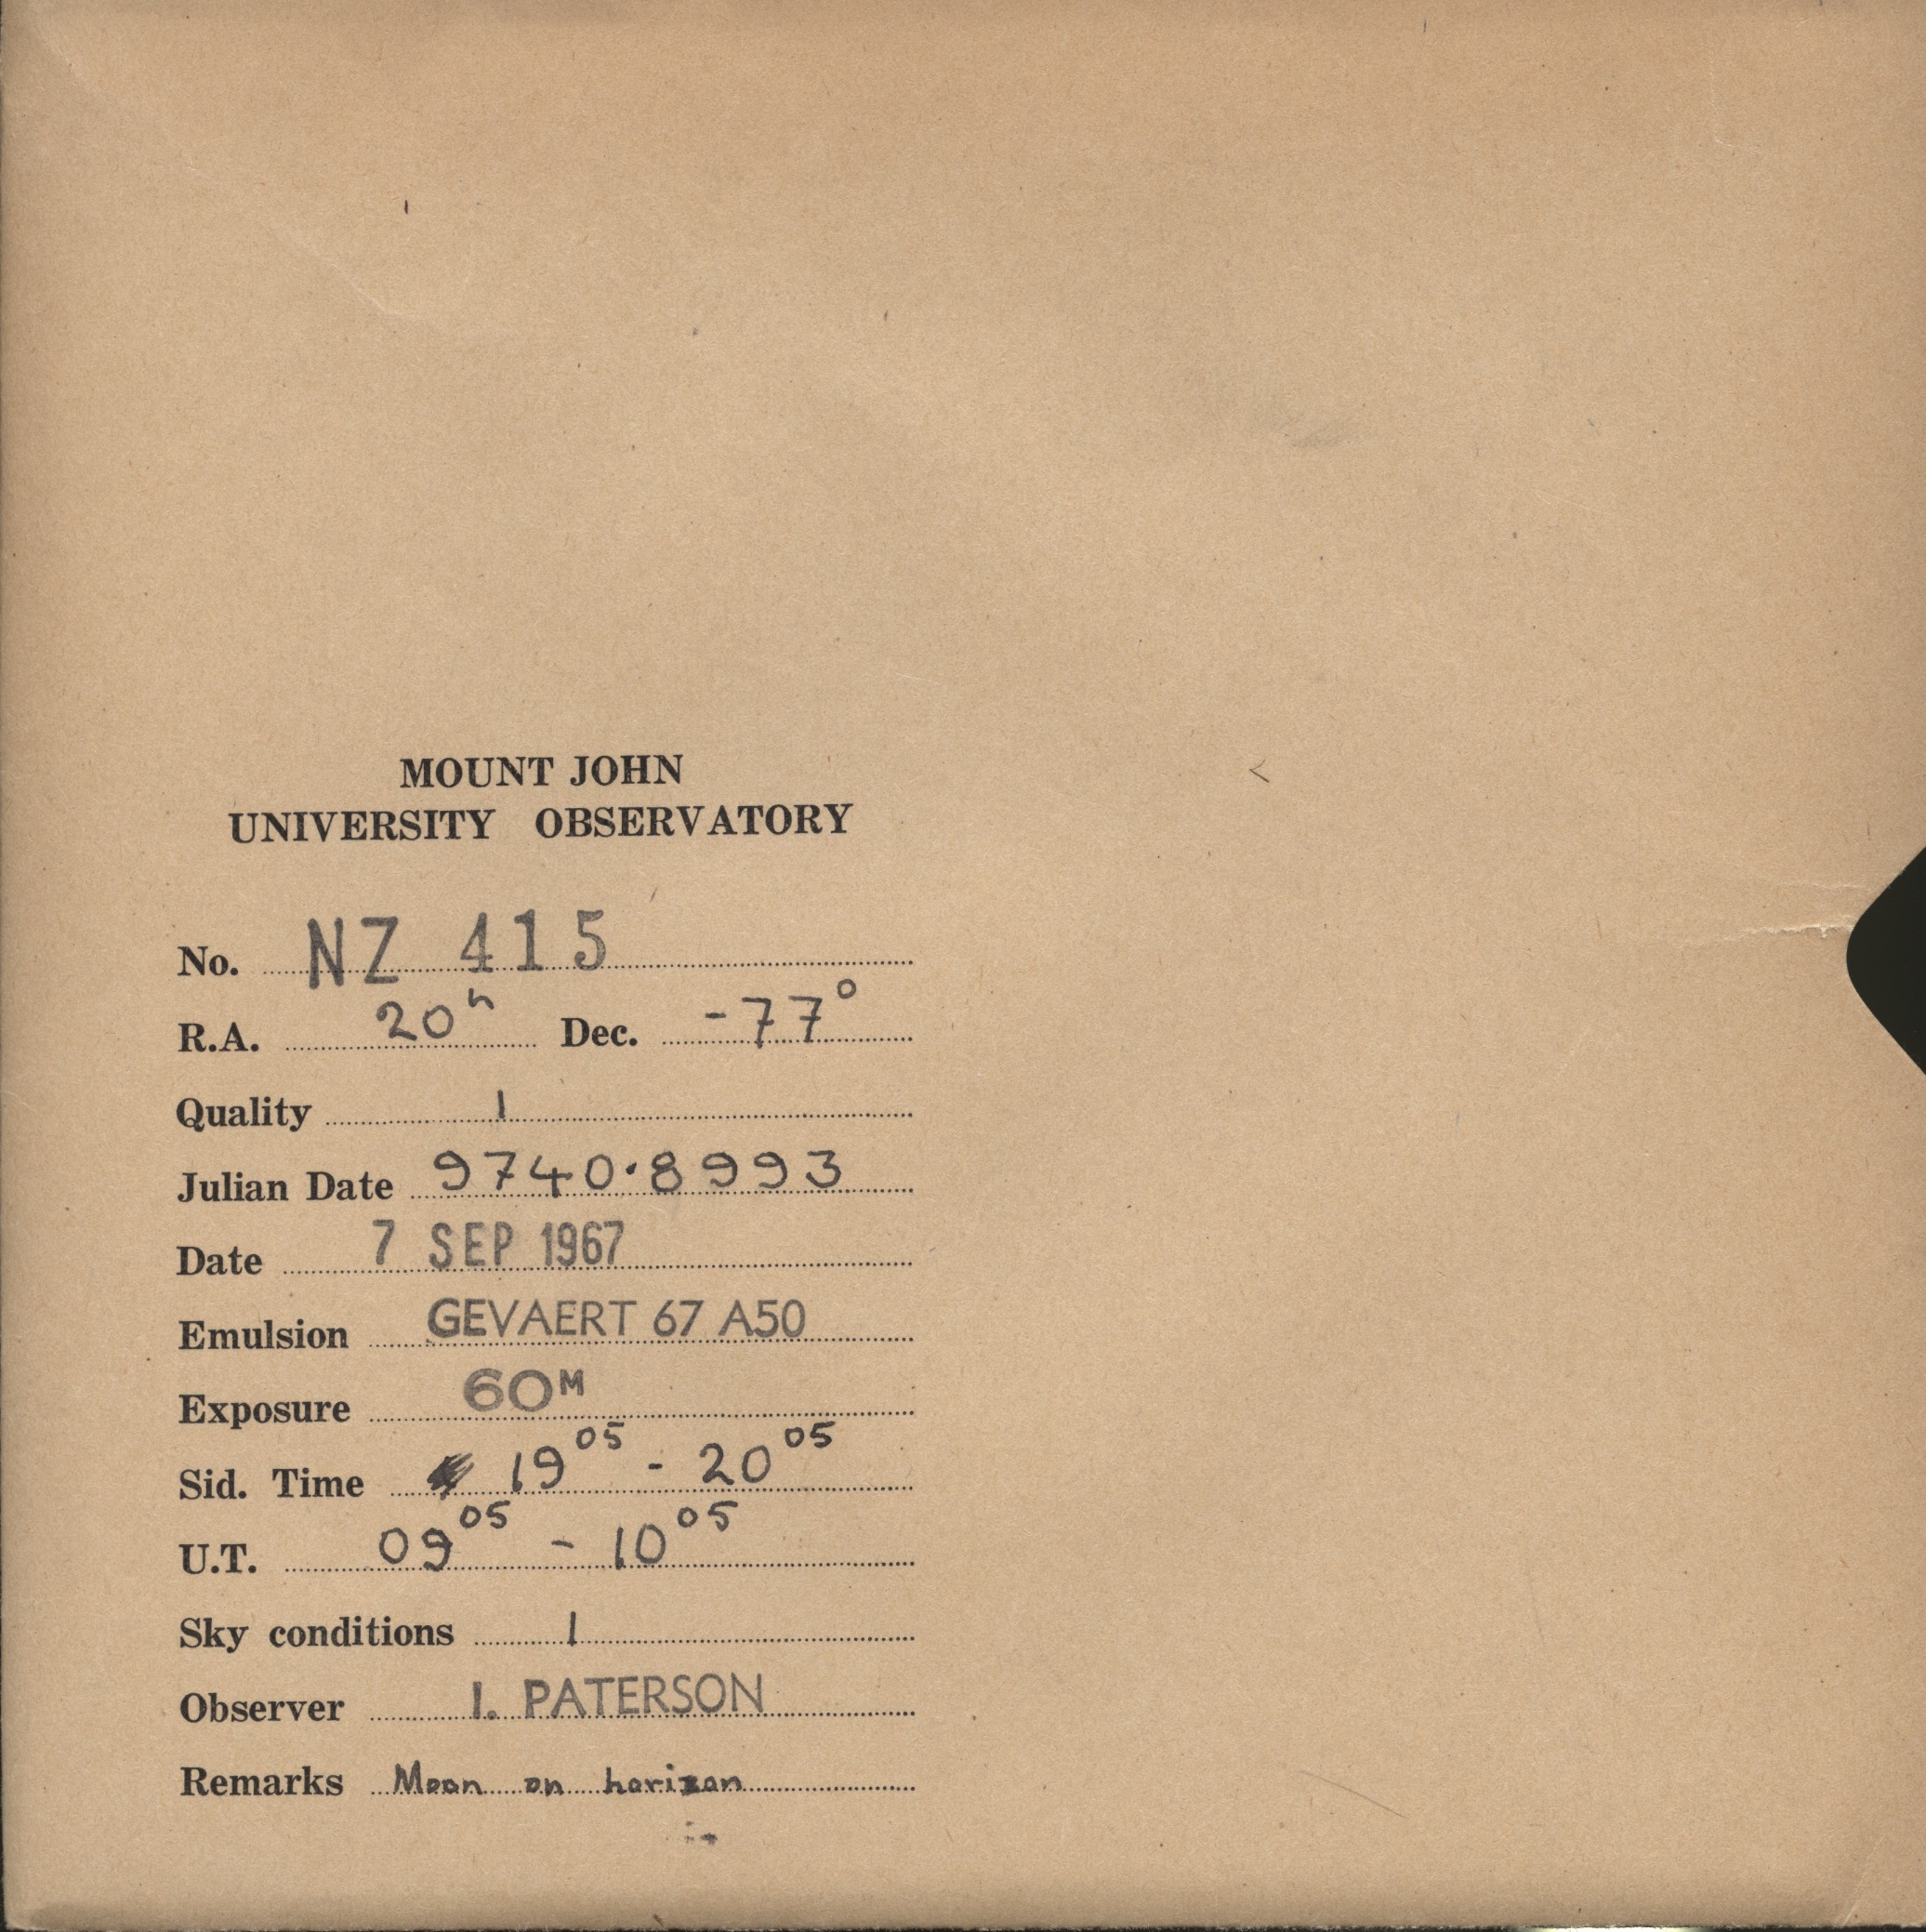 MOUNT JOHN
UNIVERSITY OBSERVATORY
No. NZ 415
R.A. 20h Dec. -77°
Quality 1
Julian Date 9740.8993
Date 7 SEP 1967
Emulsion GEVAERT 67 A50
Exposure 60M
Sid. Time 19 05 - 20 05
U.T. 09 05 - 10 05
Sky conditions 1
Observer I. PATERSON
Remarks Moon on horizon